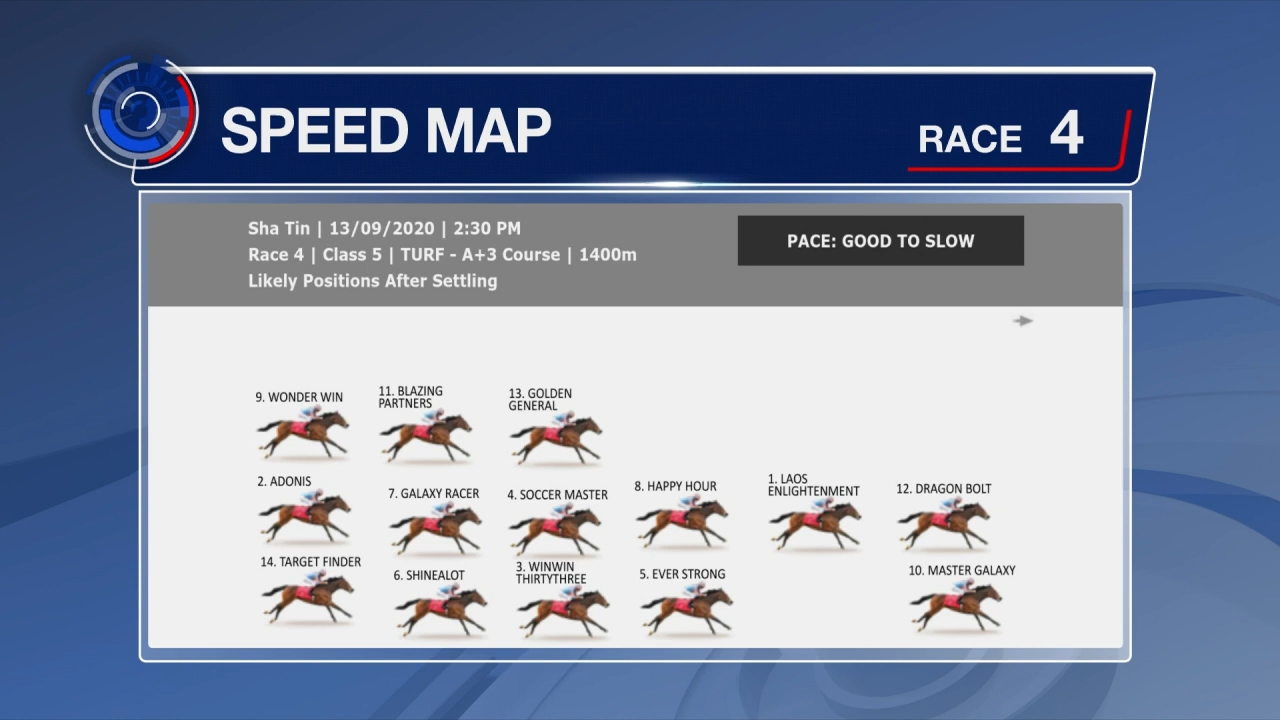 SPEED MAP
RACE 4
Sha Tin | 13/09/2020 | 2:30 PM
Race 4 | Class 5 | TURF - A+3 Course | 1400m
Likely Positions After Settling
PACE: GOOD TO SLOW
9. WONDER WIN
11. BLAZING
PARTNERS
13. GOLDEN
GENERAL
2. ADONIS
7. GALAXY RACER
4. SOCCER MASTER
8. HAPPY HOUR
1. LAOS
ENLIGHTENMENT
12. DRAGON BOLT
14. TARGET FINDER
6. SHINEALOT
3. WINWIN
THIRTYTHREE
5. EVER STRONG
10. MASTER GALAXY